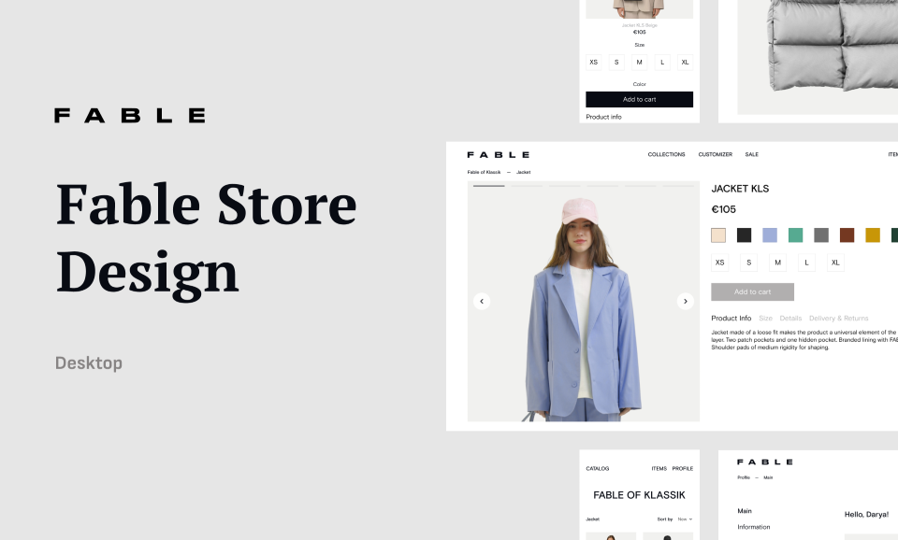 FABLE
Fable Store
Design
Desktop
Jacket KLS Beige
€105
Size
XS S M L XL
Color
Add to cart
Product info
FABLE
COLLECTIONS CUSTOMIZER SALE
Fable of Klassik — Jacket
JACKET KLS
€105
XS S M L XL
Add to cart
Product Info Size Details Delivery & Returns
Jacket made of a loose fit makes the product a universal element of the
layer. Two patch pockets and one hidden pocket. Branded lining with
Shoulder pads of medium rigidity for shaping.
CATALOG ITEMS PROFILE
FABLE OF KLASSIK
Jacket Sort by New
FABLE
Profile — Main
Main
Information
Hello, Darya!